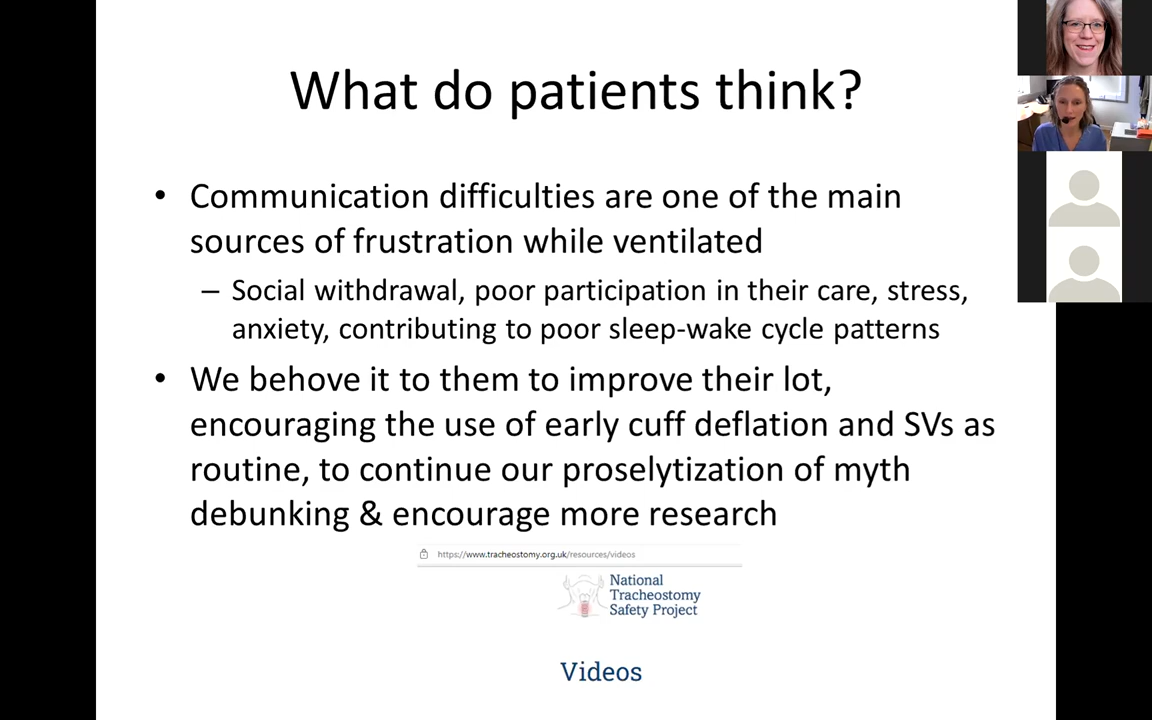 What do patients think?
• Communication difficulties are one of the main
sources of frustration while ventilated
– Social withdrawal, poor participation in their care, stress,
anxiety, contributing to poor sleep-wake cycle patterns
• We behove it to them to improve their lot,
encouraging the use of early cuff deflation and SVs as
routine, to continue our proselytization of myth
debunking & encourage more research
https://www.tracheostomy.org.uk/resources/videos
National
Tracheostomy
Safety Project
Videos